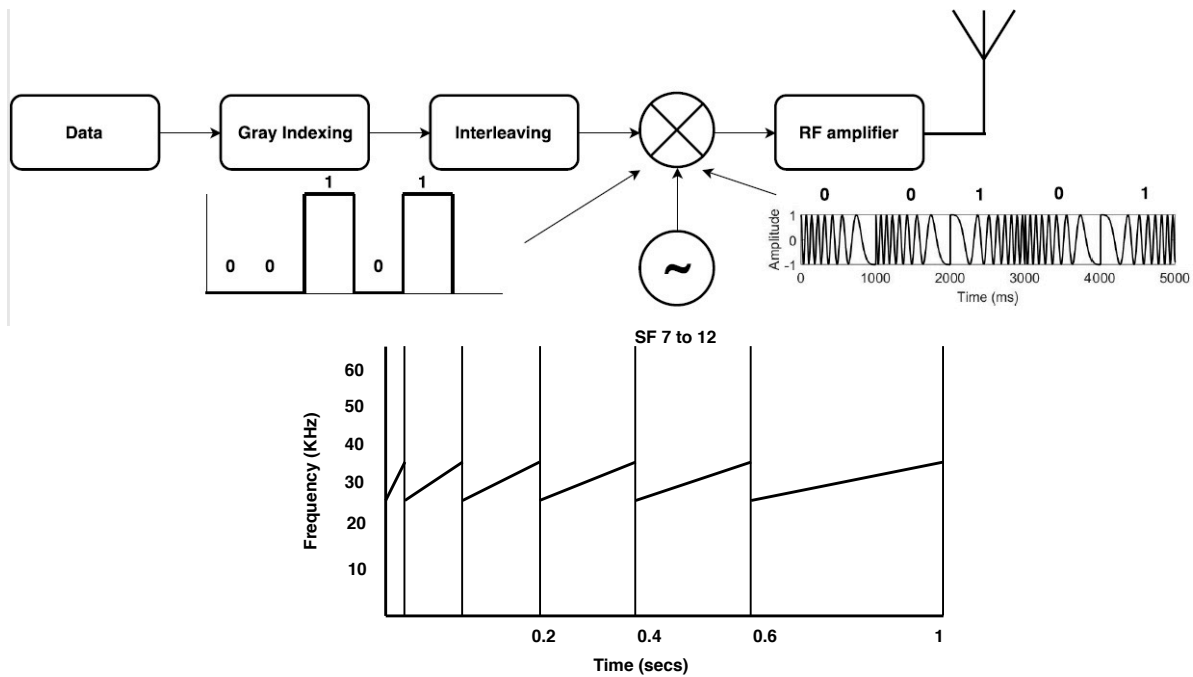 Data
Gray Indexing
Interleaving
RF amplifier
1 1
0 0 0
~
0 0 1 0 1
Amplitude
1
0
-1
0 1000 2000 3000 4000 5000
Time (ms)
SF 7 to 12
Frequency (KHz)
60
50
40
30
20
10
0.2 0.4 0.6 1
Time (secs)